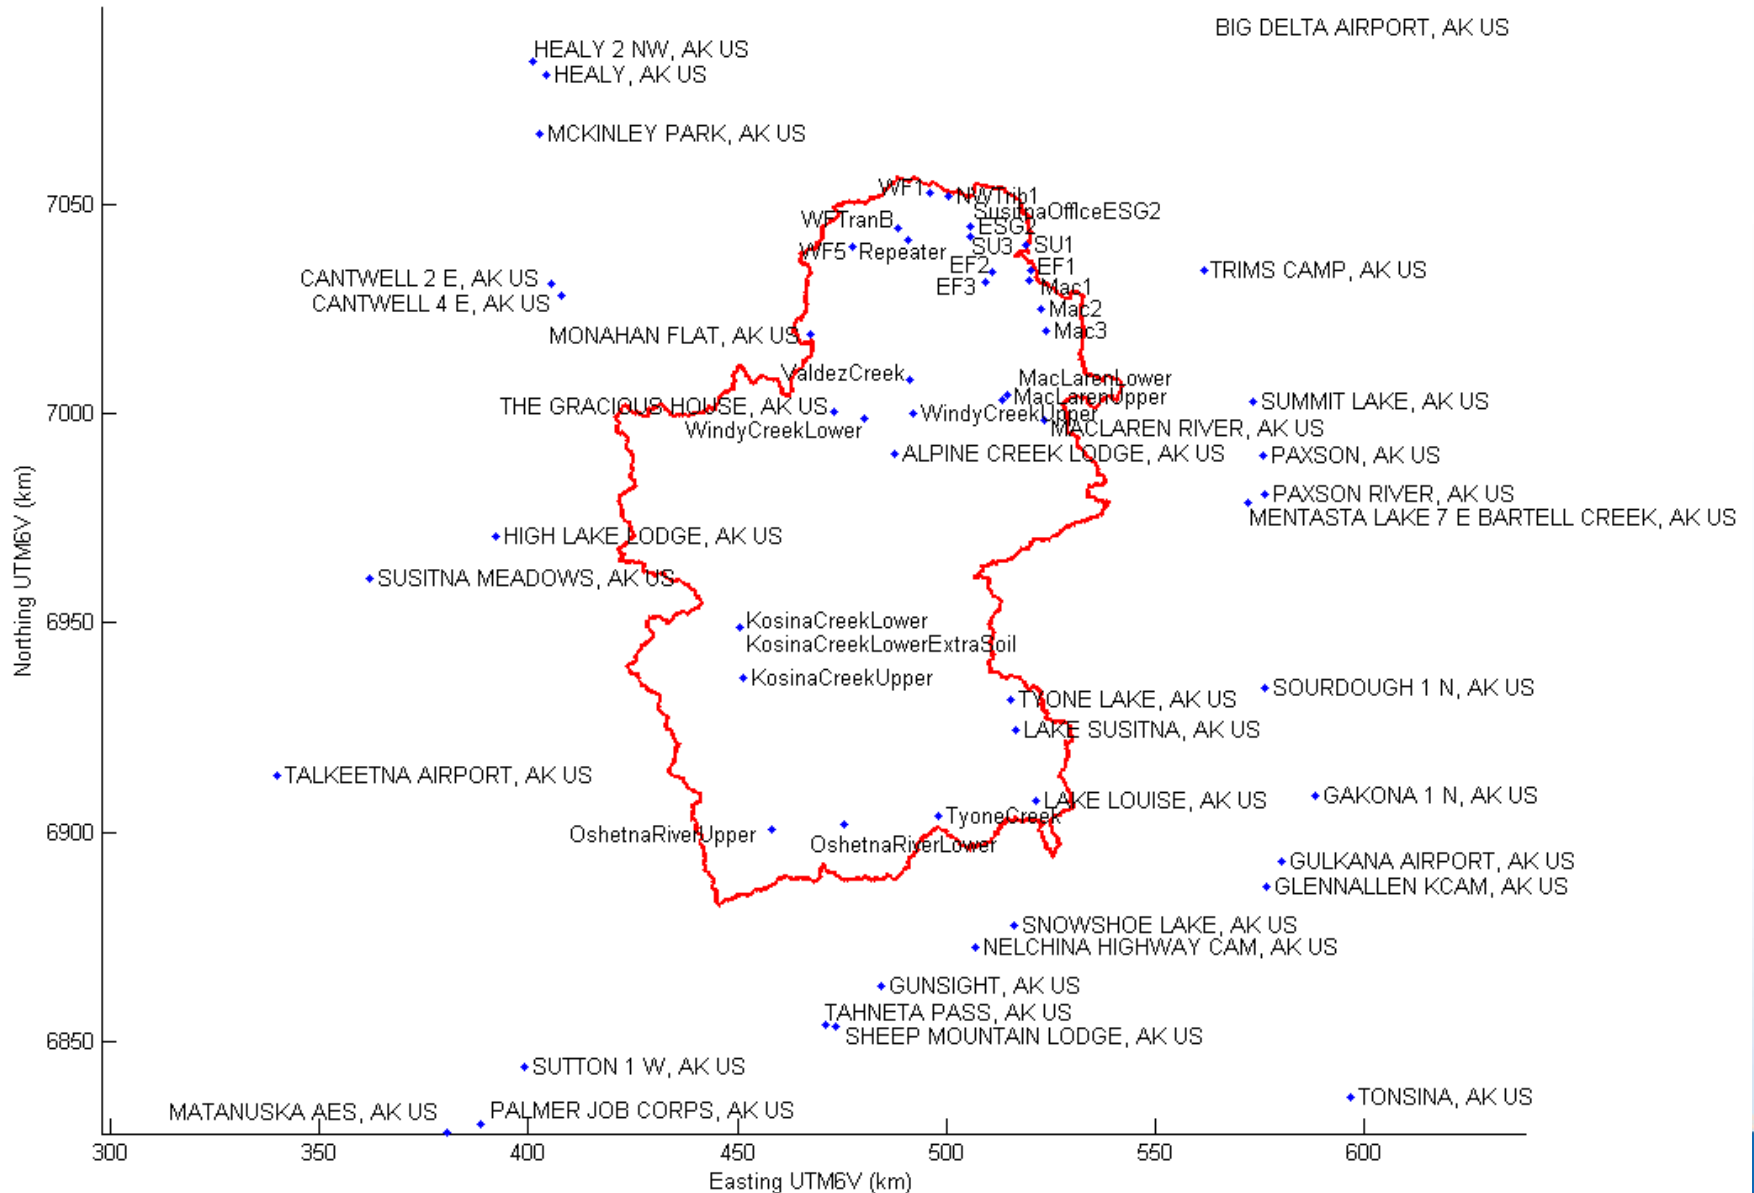 BIG DELTA AIRPORT, AK US
HEALY 2 NW, AK US
HEALY, AK US
MCKINLEY PARK, AK US
7050
WF1
NWTrib1
SusitnaOfficeESG2
WFTranB
ESG2
SU3
SU1
WF5
Repeater
EF2
EF1
TRIMS CAMP, AK US
CANTWELL 2 E, AK US
EF3
Mac1
CANTWELL 4 E, AK US
Mac2
MONAHAN FLAT, AK US
Mac3
ValdezCreek
MacLarenLower
MacLarenUpper
SUMMIT LAKE, AK US
7000
THE GRACIOUS HOUSE, AK US
WindyCreekUpper
WindyCreekLower
MACLAREN RIVER, AK US
ALPINE CREEK LODGE, AK US
PAXSON, AK US
PAXSON RIVER, AK US
MENTASTA LAKE 7 E BARTELL CREEK, AK US
HIGH LAKE LODGE, AK US
SUSITNA MEADOWS, AK US
6950
KosinaCreekLower
KosinaCreekLowerExtraSoil
KosinaCreekUpper
SOURDOUGH 1 N, AK US
TYONE LAKE, AK US
LAKE SUSITNA, AK US
TALKEETNA AIRPORT, AK US
GAKONA 1 N, AK US
LAKE LOUISE, AK US
TyoneCreek
6900
OshetnaRiverUpper
OshetnaRiverLower
GULKANA AIRPORT, AK US
GLENNALLEN KCAM, AK US
SNOWSHOE LAKE, AK US
NELCHINA HIGHWAY CAM, AK US
GUNSIGHT, AK US
TAHNETA PASS, AK US
SHEEP MOUNTAIN LODGE, AK US
6850
SUTTON 1 W, AK US
TONSINA, AK US
MATANUSKA AES, AK US
PALMER JOB CORPS, AK US
300
350
400
450
500
550
600
Easting UTM6V (km)
Northing UTM6V (km)